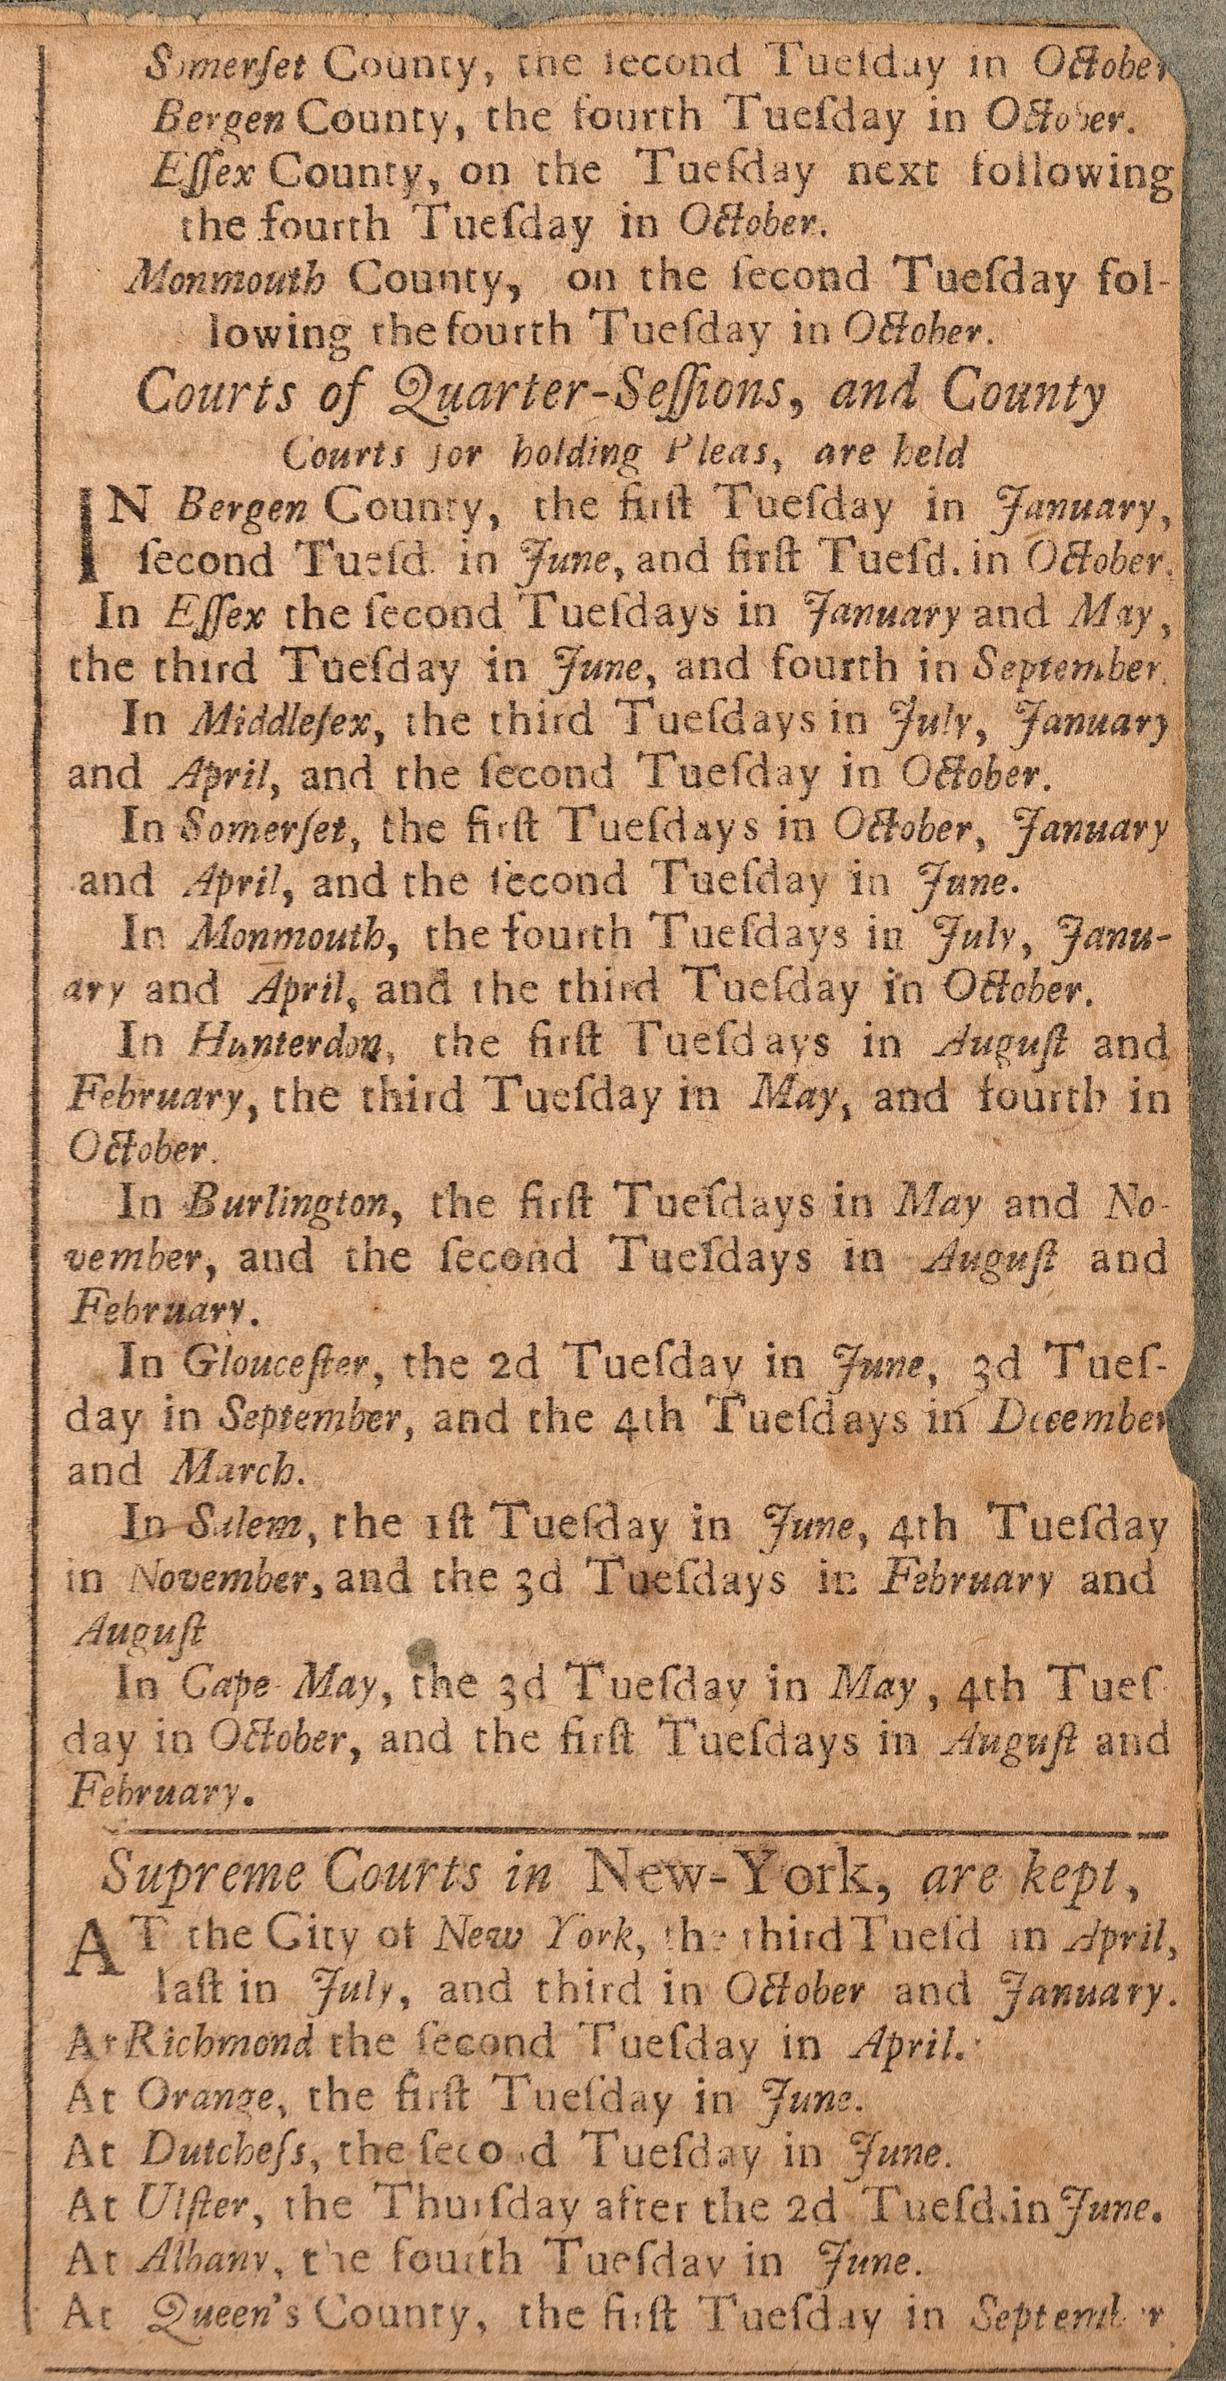 Somerſet County, the ſecond Tueſday in October
Bergen County, the fourth Tueſday in October.
Eſſex County, on the Tueſday next following
the fourth Tueſday in October.
Monmouth County, on the ſecond Tueſday fol-
lowing the fourth Tueſday in October.
Courts of Quarter-Seſſions, and County
Courts for holding Pleas, are held
IN Bergen County, the firſt Tueſday in January,
ſecond Tueſd. in June, and firſt Tueſd. in October.
In Eſſex the ſecond Tueſdays in January and May,
the third Tueſday in June, and fourth in September.
In Middleſex, the third Tueſdays in July, January
and April, and the ſecond Tueſday in October.
In Somerſet, the firſt Tueſdays in October, January
and April, and the ſecond Tueſday in June.
In Monmouth, the fourth Tueſdays in July, Janu-
ary and April, and the third Tueſday in October.
In Hunterdon, the firſt Tueſdays in Auguſt and
February, the third Tueſday in May, and fourth in
October.
In Burlington, the firſt Tueſdays in May and No-
vember, and the ſecond Tueſdays in Auguſt and
February.
In Glouceſter, the 2d Tueſday in June, 3d Tueſ-
day in September, and the 4th Tueſdays in December
and March.
In Salem, the 1ſt Tueſday in June, 4th Tueſday
in November, and the 3d Tueſdays in February and
Auguſt
In Cape May, the 3d Tueſday in May, 4th Tueſ-
day in October, and the firſt Tueſdays in Auguſt and
February.
Supreme Courts in New-York, are kept,
AT the City of New York, the third Tueſd in April,
laſt in July, and third in October and January.
At Richmond the ſecond Tueſday in April.
At Orange, the firſt Tueſday in June.
At Dutcheſs, the ſecond Tueſday in June.
At Ulſter, the Thurſday after the 2d Tueſd. in June.
At Albany, the fourth Tueſday in June.
At Queen's County, the firſt Tueſday in September